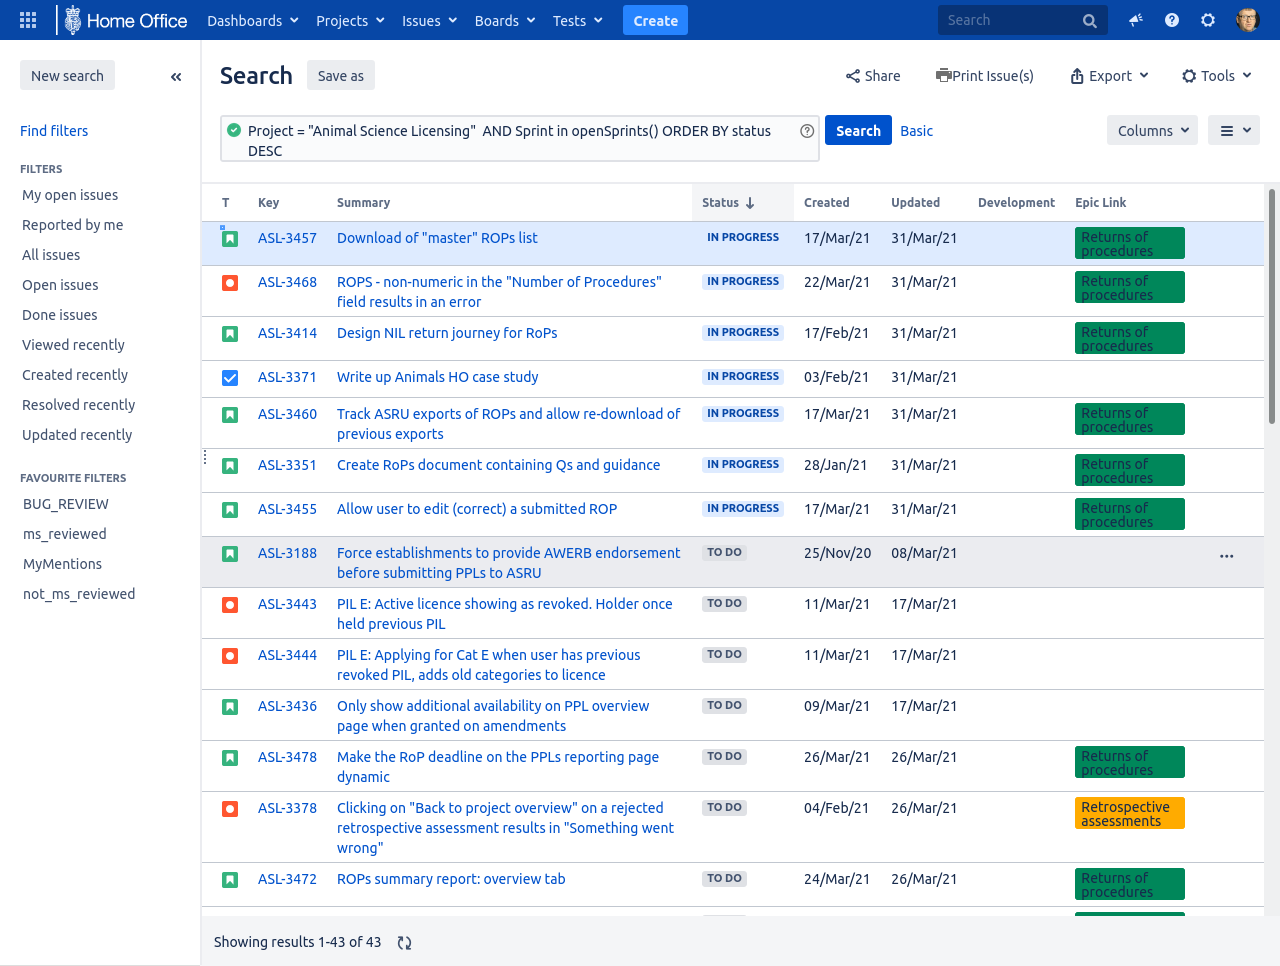 Home Office Dashboards Projects Issues Boards Tests Create Search
New search
Search Save as Share Print Issue(s) Export Tools
Find filters
Project = "Animal Science Licensing" AND Sprint in openSprints() ORDER BY status
DESC
Search Basic Columns
FILTERS
My open issues
Reported by me
All issues
Open issues
Done issues
Viewed recently
Created recently
Resolved recently
Updated recently
FAVOURITE FILTERS
BUG_REVIEW
ms_reviewed
MyMentions
not_ms_reviewed
T Key Summary Status Created Updated Development Epic Link
ASL-3457 Download of "master" ROPs list IN PROGRESS 17/Mar/21 31/Mar/21 Returns of
procedures
ASL-3468 ROPS - non-numeric in the "Number of Procedures" IN PROGRESS 22/Mar/21 31/Mar/21 Returns of
field results in an error procedures
ASL-3414 Design NIL return journey for RoPs IN PROGRESS 17/Feb/21 31/Mar/21 Returns of
procedures
ASL-3371 Write up Animals HO case study IN PROGRESS 03/Feb/21 31/Mar/21
ASL-3460 Track ASRU exports of ROPs and allow re-download of IN PROGRESS 17/Mar/21 31/Mar/21 Returns of
previous exports procedures
ASL-3351 Create RoPs document containing Qs and guidance IN PROGRESS 28/Jan/21 31/Mar/21 Returns of
procedures
ASL-3455 Allow user to edit (correct) a submitted ROP IN PROGRESS 17/Mar/21 31/Mar/21 Returns of
procedures
ASL-3188 Force establishments to provide AWERB endorsement TO DO 25/Nov/20 08/Mar/21
before submitting PPLs to ASRU
ASL-3443 PIL E: Active licence showing as revoked. Holder once TO DO 11/Mar/21 17/Mar/21
held previous PIL
ASL-3444 PIL E: Applying for Cat E when user has previous TO DO 11/Mar/21 17/Mar/21
revoked PIL, adds old categories to licence
ASL-3436 Only show additional availability on PPL overview TO DO 09/Mar/21 17/Mar/21
page when granted on amendments
ASL-3478 Make the RoP deadline on the PPLs reporting page TO DO 26/Mar/21 26/Mar/21 Returns of
dynamic procedures
ASL-3378 Clicking on "Back to project overview" on a rejected TO DO 04/Feb/21 26/Mar/21 Retrospective
retrospective assessment results in "Something went assessments
wrong"
ASL-3472 ROPs summary report: overview tab TO DO 24/Mar/21 26/Mar/21 Returns of
procedures
Showing results 1-43 of 43